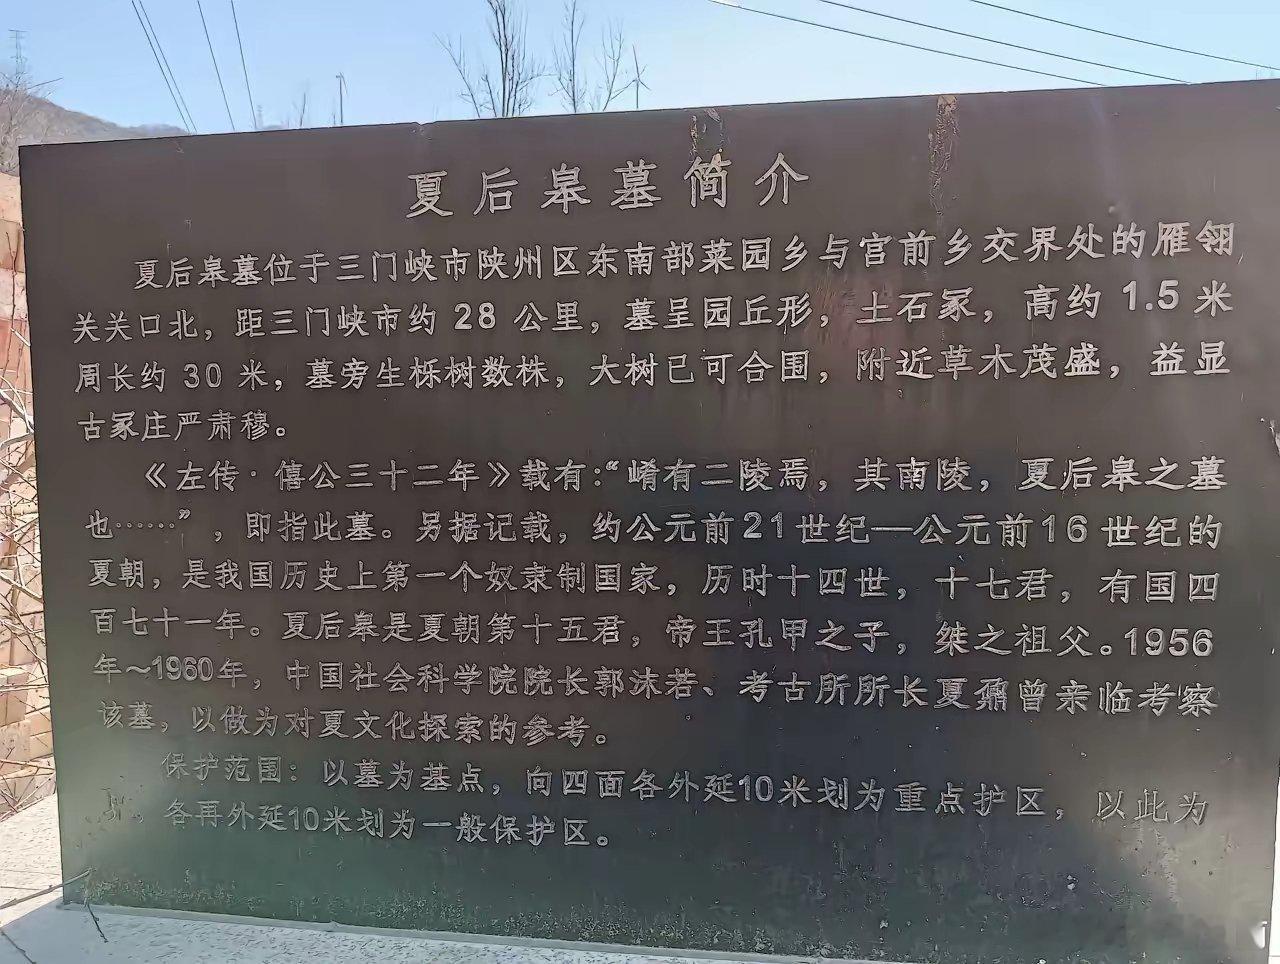 夏后皋墓简介
夏后皋墓位于三门峡市陕州区东南部菜园乡与宫前乡交界处的雁翎
关关口北，距三门峡市约 28 公里，墓呈园丘形，土石冢，高约 1.5 米
周长约 30 米，墓旁生栎树数株，大树已可合围，附近草木茂盛，益显
古冢庄严肃穆。
《左传·僖公三十二年》载有：“崤有二陵焉，其南陵，夏后皋之墓
也……”，即指此墓。另据记载，约公元前21世纪—公元前16世纪的
夏朝，是我国历史上第一个奴隶制国家，历时十四世，十七君，有国四
百七十一年。夏后皋是夏朝第十五君，帝王孔甲之子，桀之祖父。1956
年～1960年，中国社会科学院院长郭沫若、考古所所长夏鼐曾亲临考察
该墓，以做为对夏文化探索的参考。
保护范围：以墓为基点，向四面各外延10米划为重点护区，以此为
界，各再外延10米划为一般保护区。